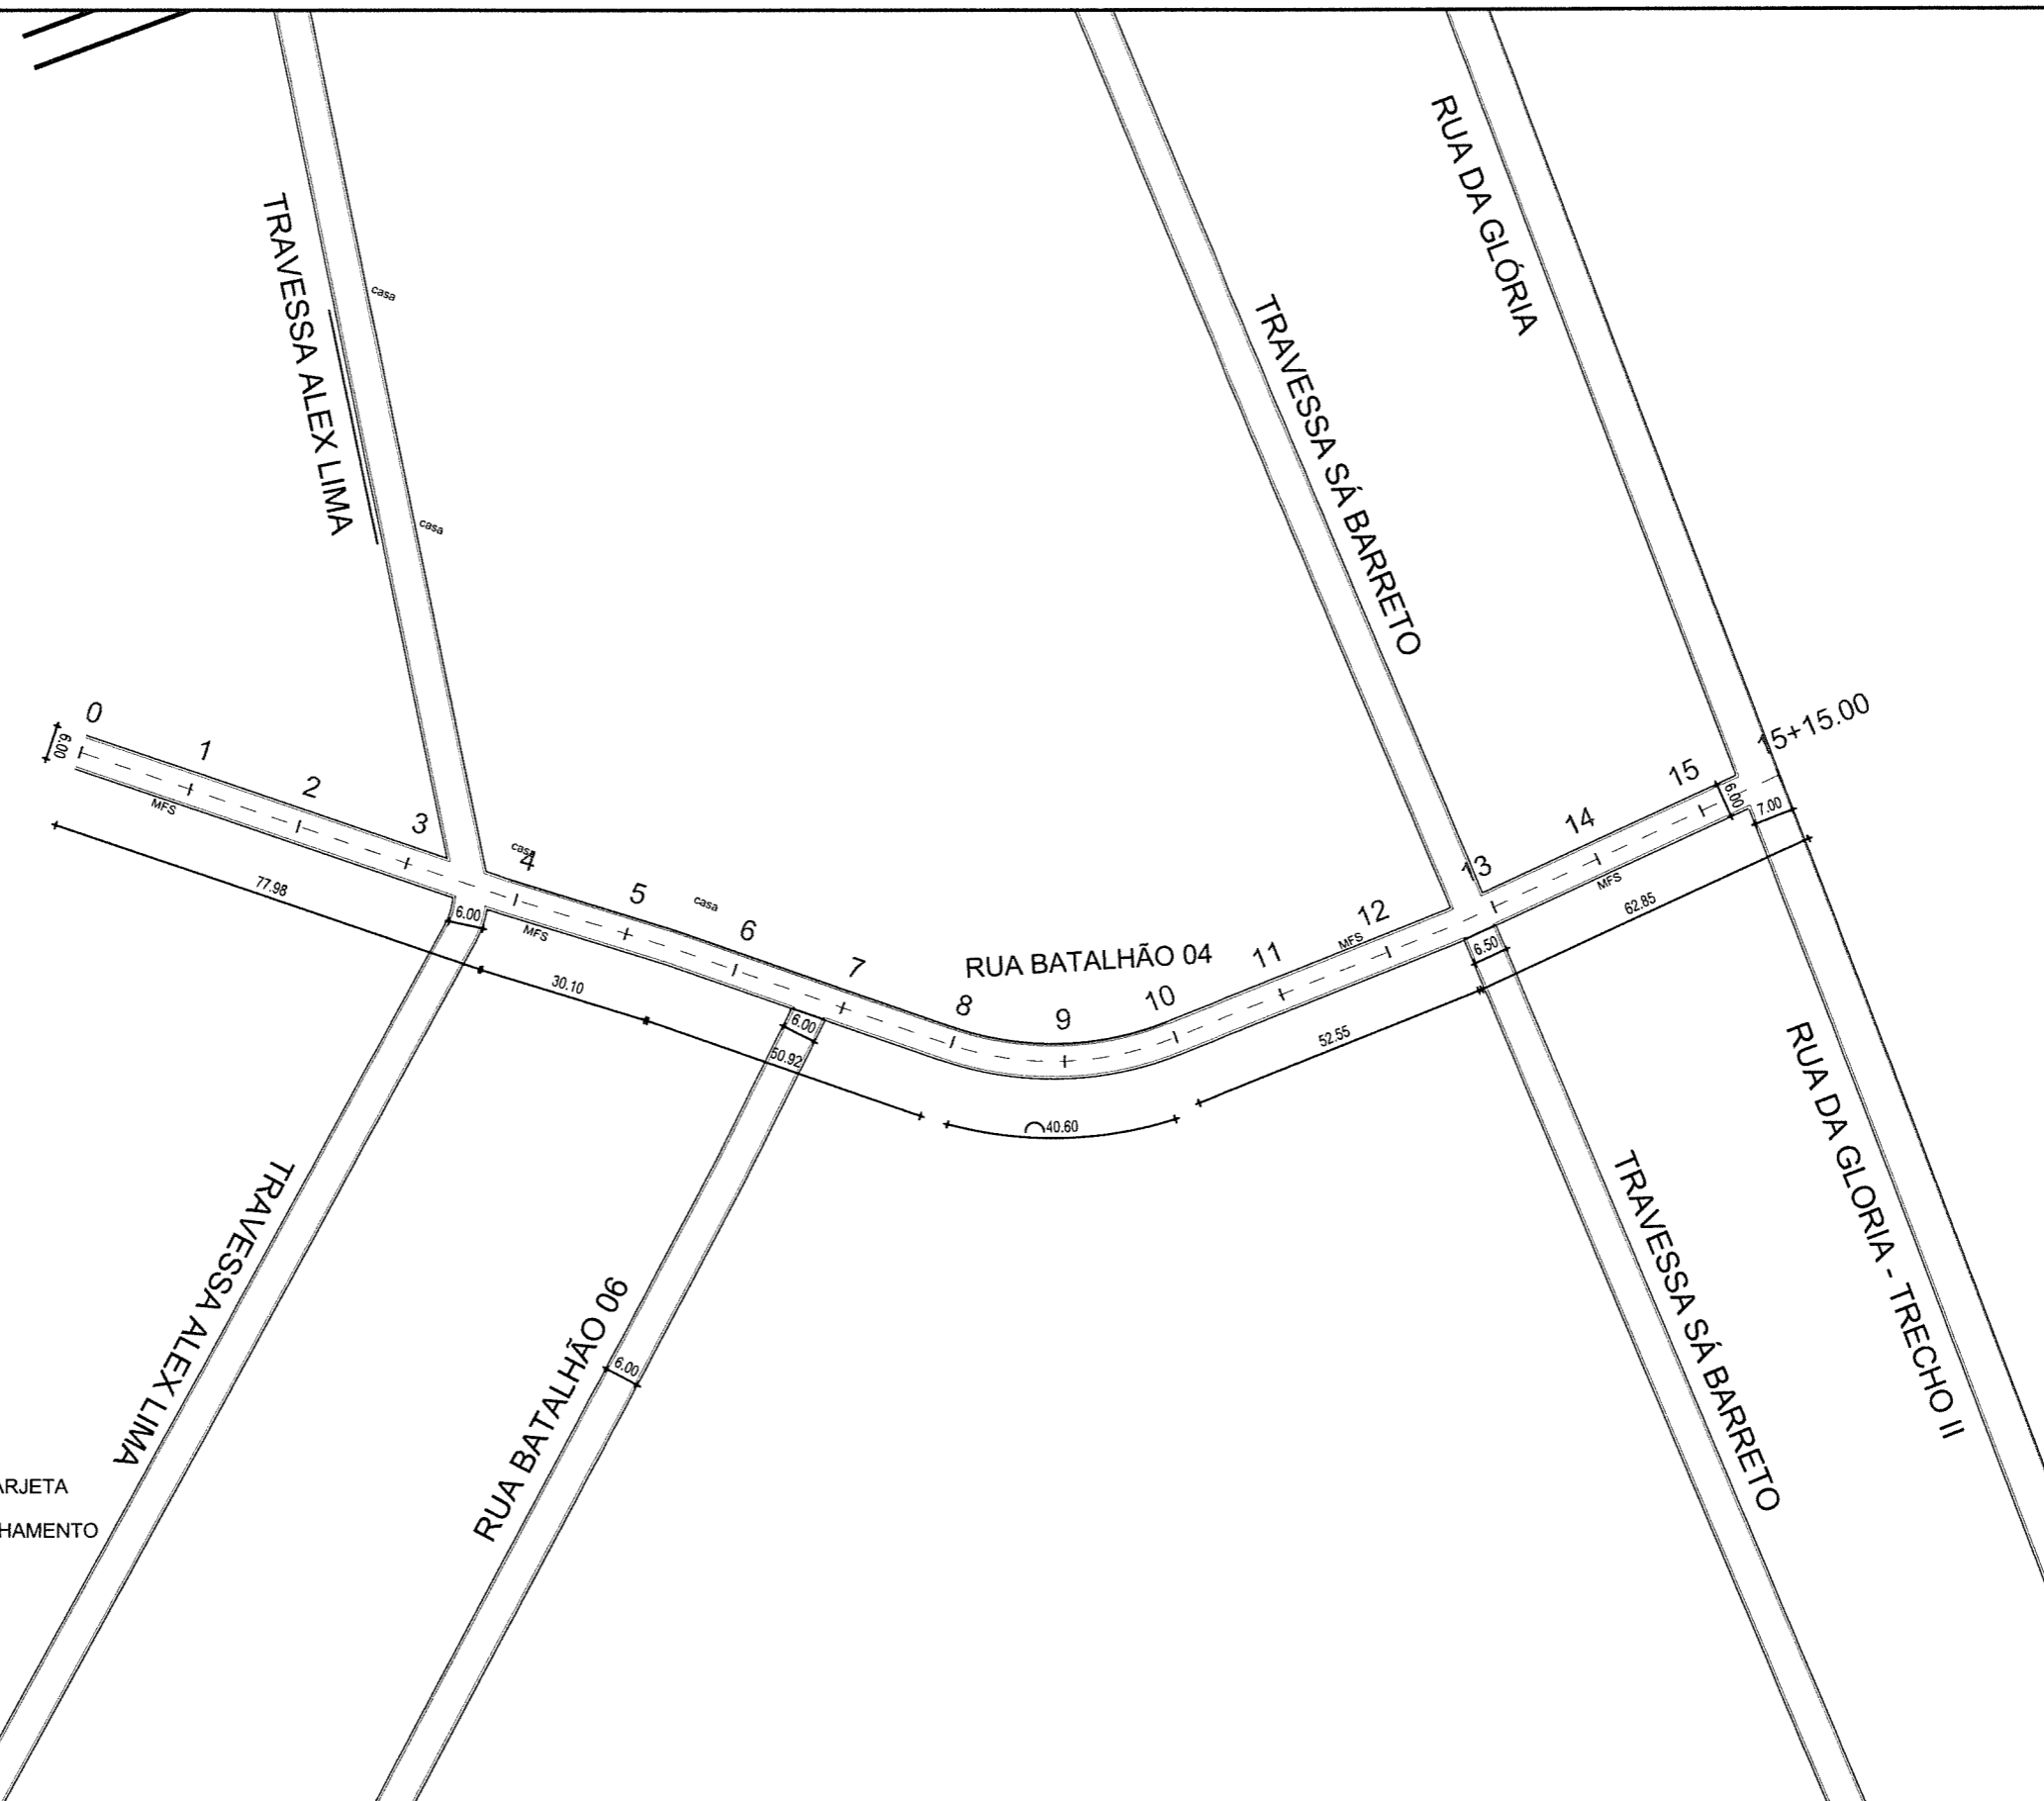 RUA DA GLÓRIA
TRAVESSA ALEX LIMA
casa
TRAVESSA SÁ BARRETO
casa
0
6.00
1
2
3
MFS
15+15.00
15
6.00
7.00
14
13
MFS
62.85
casa
4
5
casa
6
7
77.98
6.00
MFS
30.10
RUA BATALHÃO 04
8
9
10
11
12
MFS
6.50
52.55
6.00
50.92
40.60
RUA DA GLORIA - TRECHO II
TRAVESSA ALEX LIMA
TRAVESSA SÁ BARRETO
RUA BATALHÃO 06
6.00
ARJETA
HAMENTO